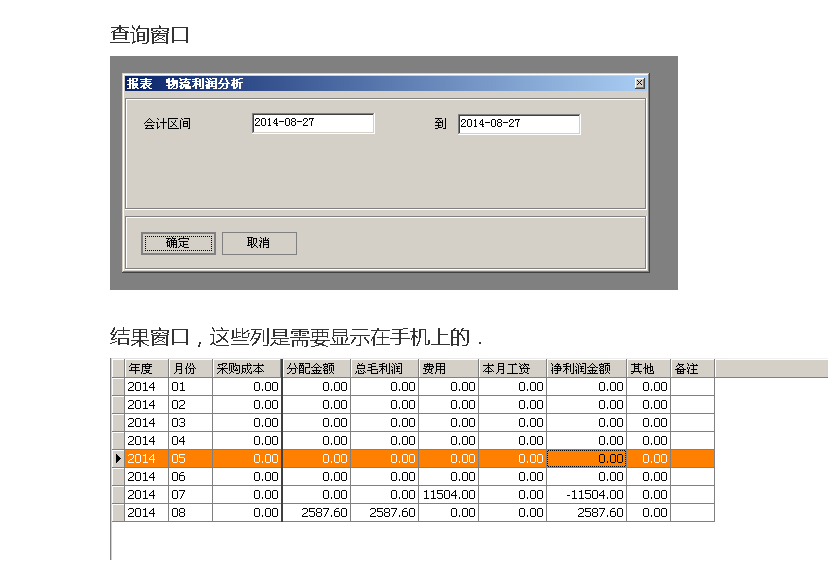 查询窗口
报表 物流利润分析
会计区间 2014-08-27 到 2014-08-27
确定 取消
结果窗口，这些列是需要显示在手机上的．
年度 月份 采购成本 分配金额 总毛利润 费用 本月工资 净利润金额 其他 备注
2014 01 0.00 0.00 0.00 0.00 0.00 0.00 0.00
2014 02 0.00 0.00 0.00 0.00 0.00 0.00 0.00
2014 03 0.00 0.00 0.00 0.00 0.00 0.00 0.00
2014 04 0.00 0.00 0.00 0.00 0.00 0.00 0.00
2014 05 0.00 0.00 0.00 0.00 0.00 0.00 0.00
2014 06 0.00 0.00 0.00 0.00 0.00 0.00 0.00
2014 07 0.00 0.00 0.00 11504.00 0.00 -11504.00 0.00
2014 08 0.00 2587.60 2587.60 0.00 0.00 2587.60 0.00